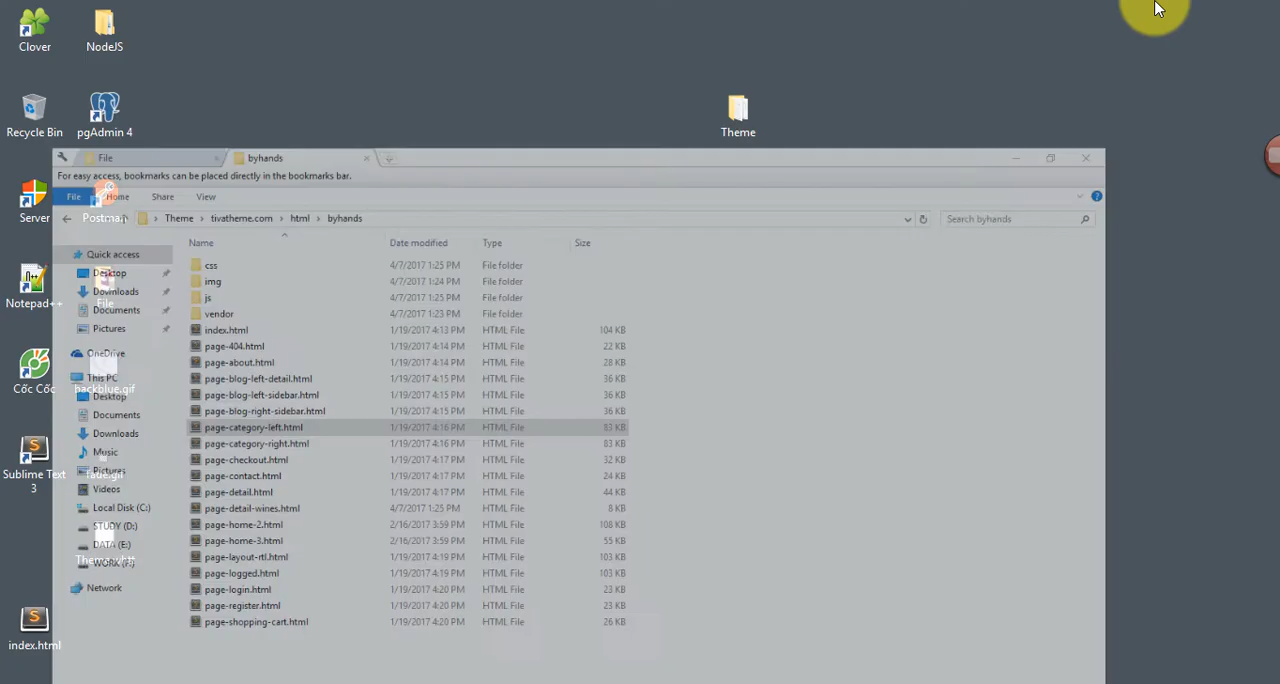 Clover
NodeJS
Recycle Bin
pgAdmin 4
Theme
File
byhands
For easy access, bookmarks can be placed directly in the bookmarks bar.
File
Home
Share
View
Server
Postman
Theme
tivatheme.com
html
byhands
Search byhands
Name
Date modified
Type
Size
Quick access
Desktop
Downloads
Documents
Pictures
OneDrive
This PC
Desktop
Documents
Downloads
Music
Pictures
Videos
Local Disk (C:)
STUDY (D:)
DATA (E:)
WORK (F:)
Network
css 4/7/2017 1:25 PM File folder
img 4/7/2017 1:24 PM File folder
js 4/7/2017 1:25 PM File folder
vendor 4/7/2017 1:23 PM File folder
index.html 1/19/2017 4:13 PM HTML File 104 KB
page-404.html 1/19/2017 4:14 PM HTML File 22 KB
page-about.html 1/19/2017 4:14 PM HTML File 28 KB
page-blog-left-detail.html 1/19/2017 4:15 PM HTML File 36 KB
page-blog-left-sidebar.html 1/19/2017 4:15 PM HTML File 36 KB
page-blog-right-sidebar.html 1/19/2017 4:15 PM HTML File 36 KB
page-category-left.html 1/19/2017 4:16 PM HTML File 83 KB
page-category-right.html 1/19/2017 4:16 PM HTML File 83 KB
page-checkout.html 1/19/2017 4:17 PM HTML File 32 KB
page-contact.html 1/19/2017 4:17 PM HTML File 24 KB
page-detail.html 1/19/2017 4:17 PM HTML File 44 KB
page-detail-wines.html 4/7/2017 1:25 PM HTML File 8 KB
page-home-2.html 2/16/2017 3:59 PM HTML File 108 KB
page-home-3.html 2/16/2017 3:59 PM HTML File 55 KB
page-layout-rtl.html 1/19/2017 4:19 PM HTML File 103 KB
page-logged.html 1/19/2017 4:19 PM HTML File 103 KB
page-login.html 1/19/2017 4:20 PM HTML File 23 KB
page-register.html 1/19/2017 4:20 PM HTML File 23 KB
page-shopping-cart.html 1/19/2017 4:20 PM HTML File 26 KB
Notepad++
File
Cốc Cốc
backblue.gif
Sublime Text
3
fade.gif
index.html